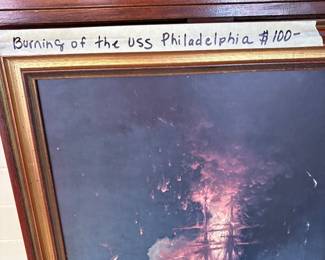 Burning of the USS Philadelphia $100-